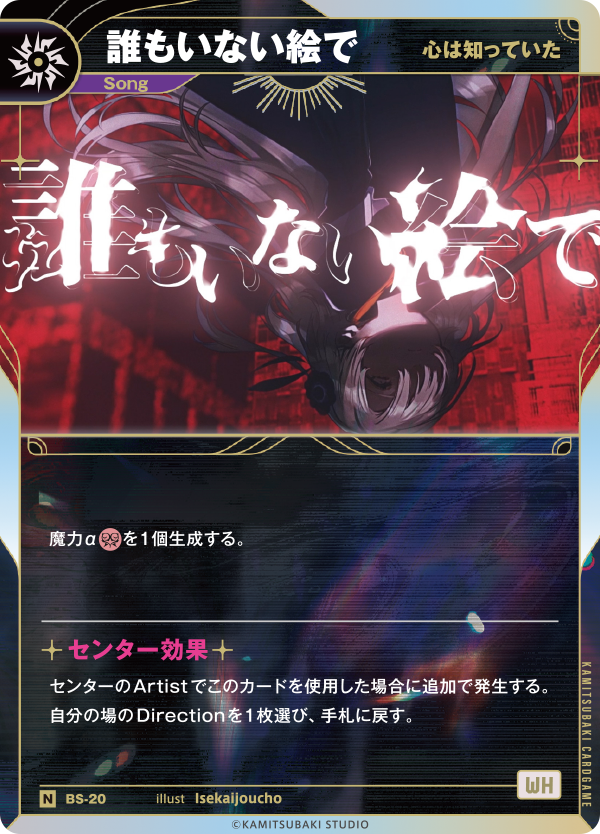 誰もいない絵で
心は知っていた
Song
誰もいない絵で
魔力αを1個生成する。
センター効果
センターのArtistでこのカードを使用した場合に追加で発生する。
自分の場のDirectionを1枚選び、手札に戻す。
KAMITSUBAKI CARDGAME
WH
N BS-20 illust Isekaijoucho
©KAMITSUBAKI STUDIO